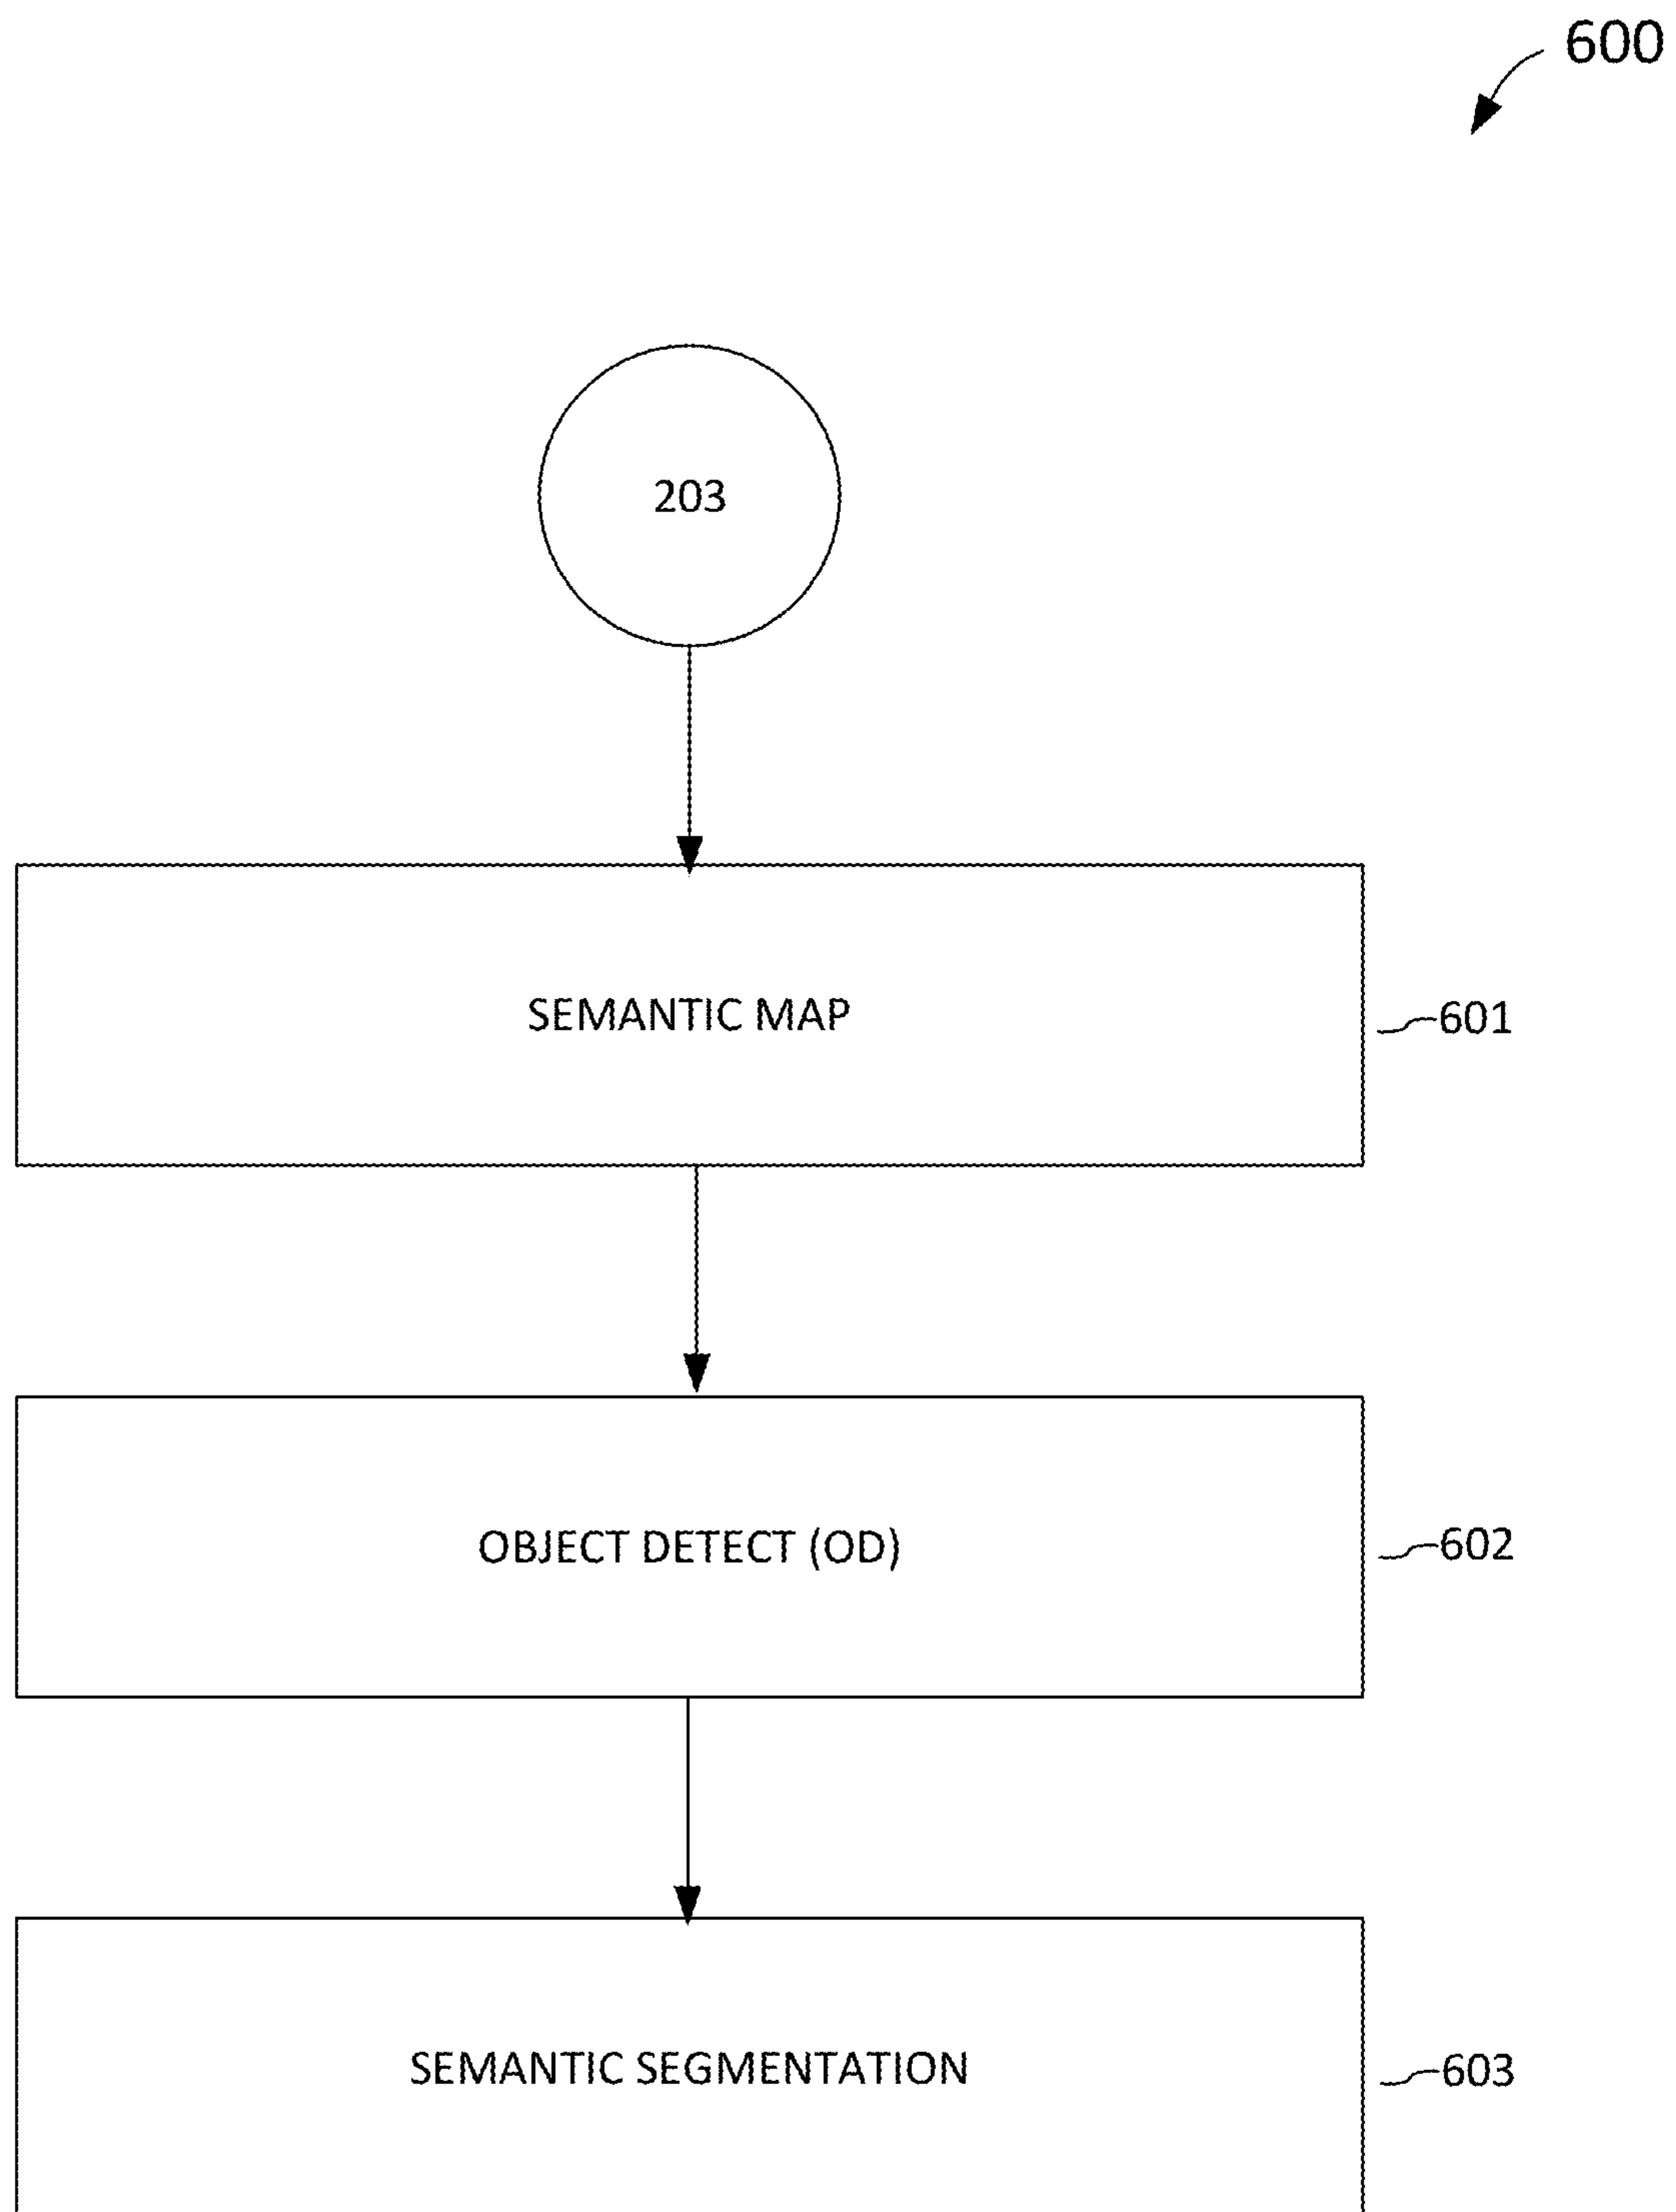 600
203
SEMANTIC MAP
601
OBJECT DETECT (OD)
602
SEMANTIC SEGMENTATION
603